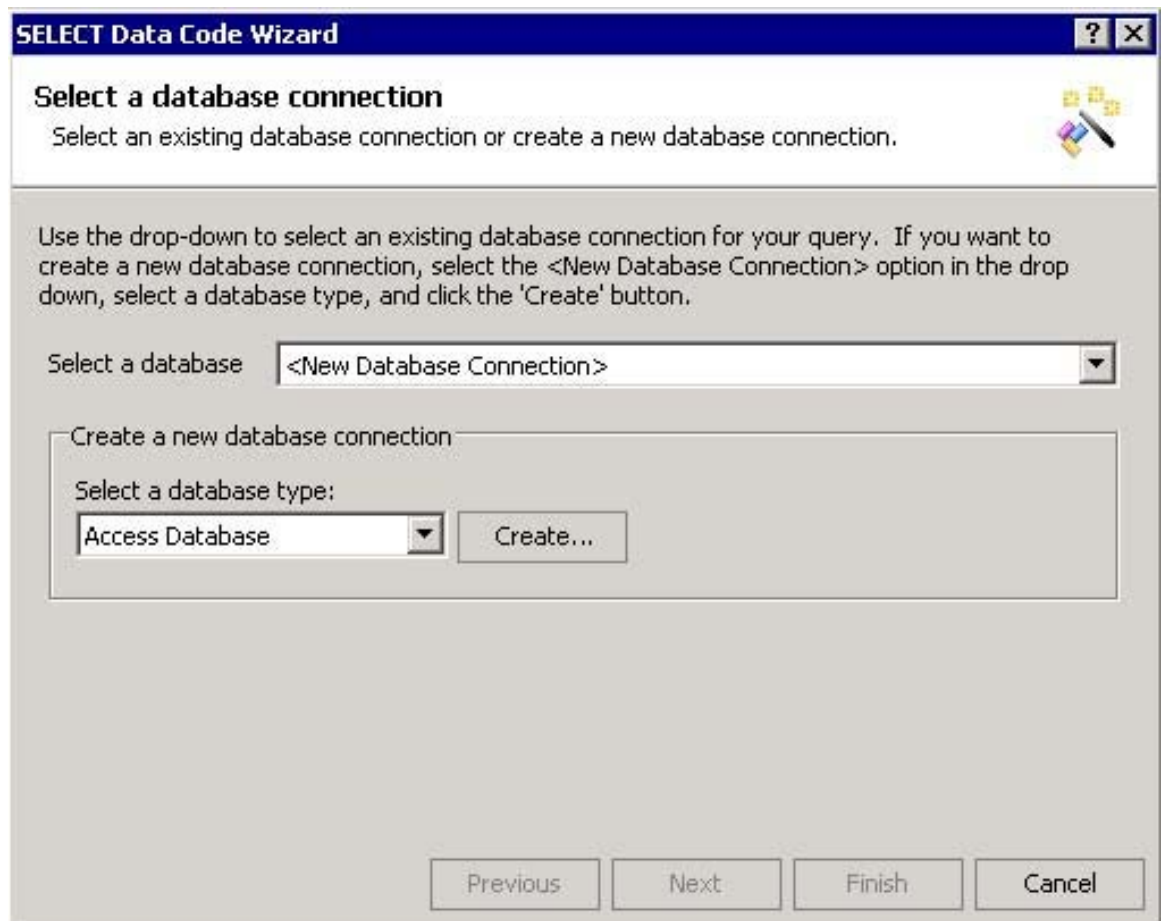 SELECT Data Code Wizard
?
Select a database connection
Select an existing database connection or create a new database connection.
Use the drop-down to select an existing database connection for your query.  If you want to
create a new database connection, select the <New Database Connection> option in the drop
down, select a database type, and click the 'Create' button.
Select a database
<New Database Connection>
Create a new database connection
Select a database type:
Access Database
Create...
Previous
Next
Finish
Cancel